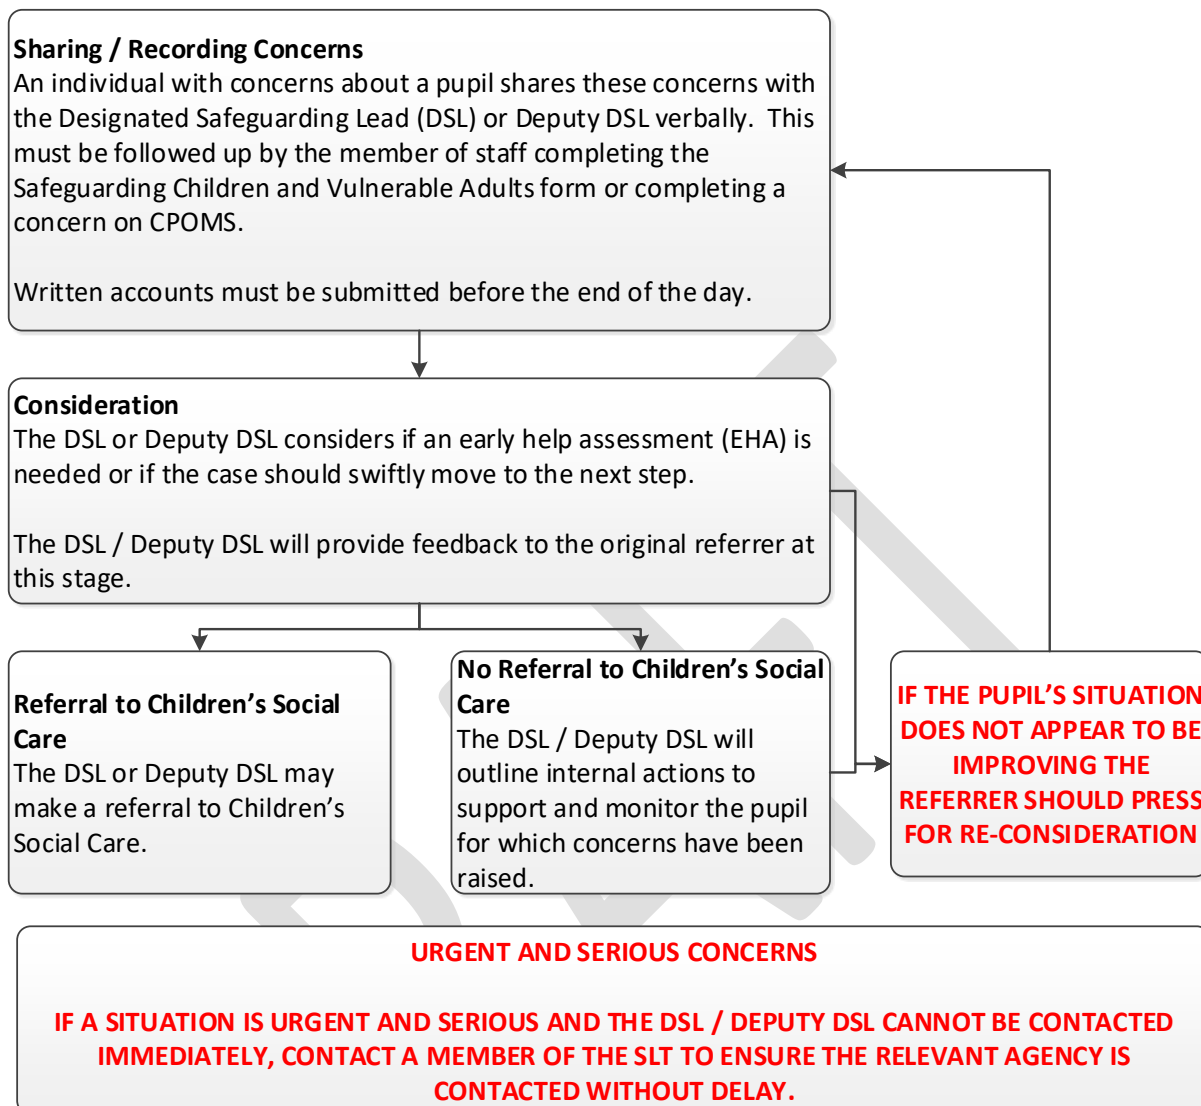 Sharing / Recording Concerns
An individual with concerns about a pupil shares these concerns with
the Designated Safeguarding Lead (DSL) or Deputy DSL verbally. This
must be followed up by the member of staff completing the
Safeguarding Children and Vulnerable Adults form or completing a
concern on CPOMS.
Written accounts must be submitted before the end of the day.
Consideration
The DSL or Deputy DSL considers if an early help assessment (EHA) is
needed or if the case should swiftly move to the next step.
The DSL / Deputy DSL will provide feedback to the original referrer at
this stage.
Referral to Children's Social
Care
The DSL or Deputy DSL may
make a referral to Children's
Social Care.
No Referral to Children's Social
Care
The DSL / Deputy DSL will
outline internal actions to
support and monitor the pupil
for which concerns have been
raised.
IF THE PUPIL'S SITUATION
DOES NOT APPEAR TO BE
IMPROVING THE
REFERRER SHOULD PRESS
FOR RE-CONSIDERATION
URGENT AND SERIOUS CONCERNS
IF A SITUATION IS URGENT AND SERIOUS AND THE DSL / DEPUTY DSL CANNOT BE CONTACTED
IMMEDIATELY, CONTACT A MEMBER OF THE SLT TO ENSURE THE RELEVANT AGENCY IS
CONTACTED WITHOUT DELAY.